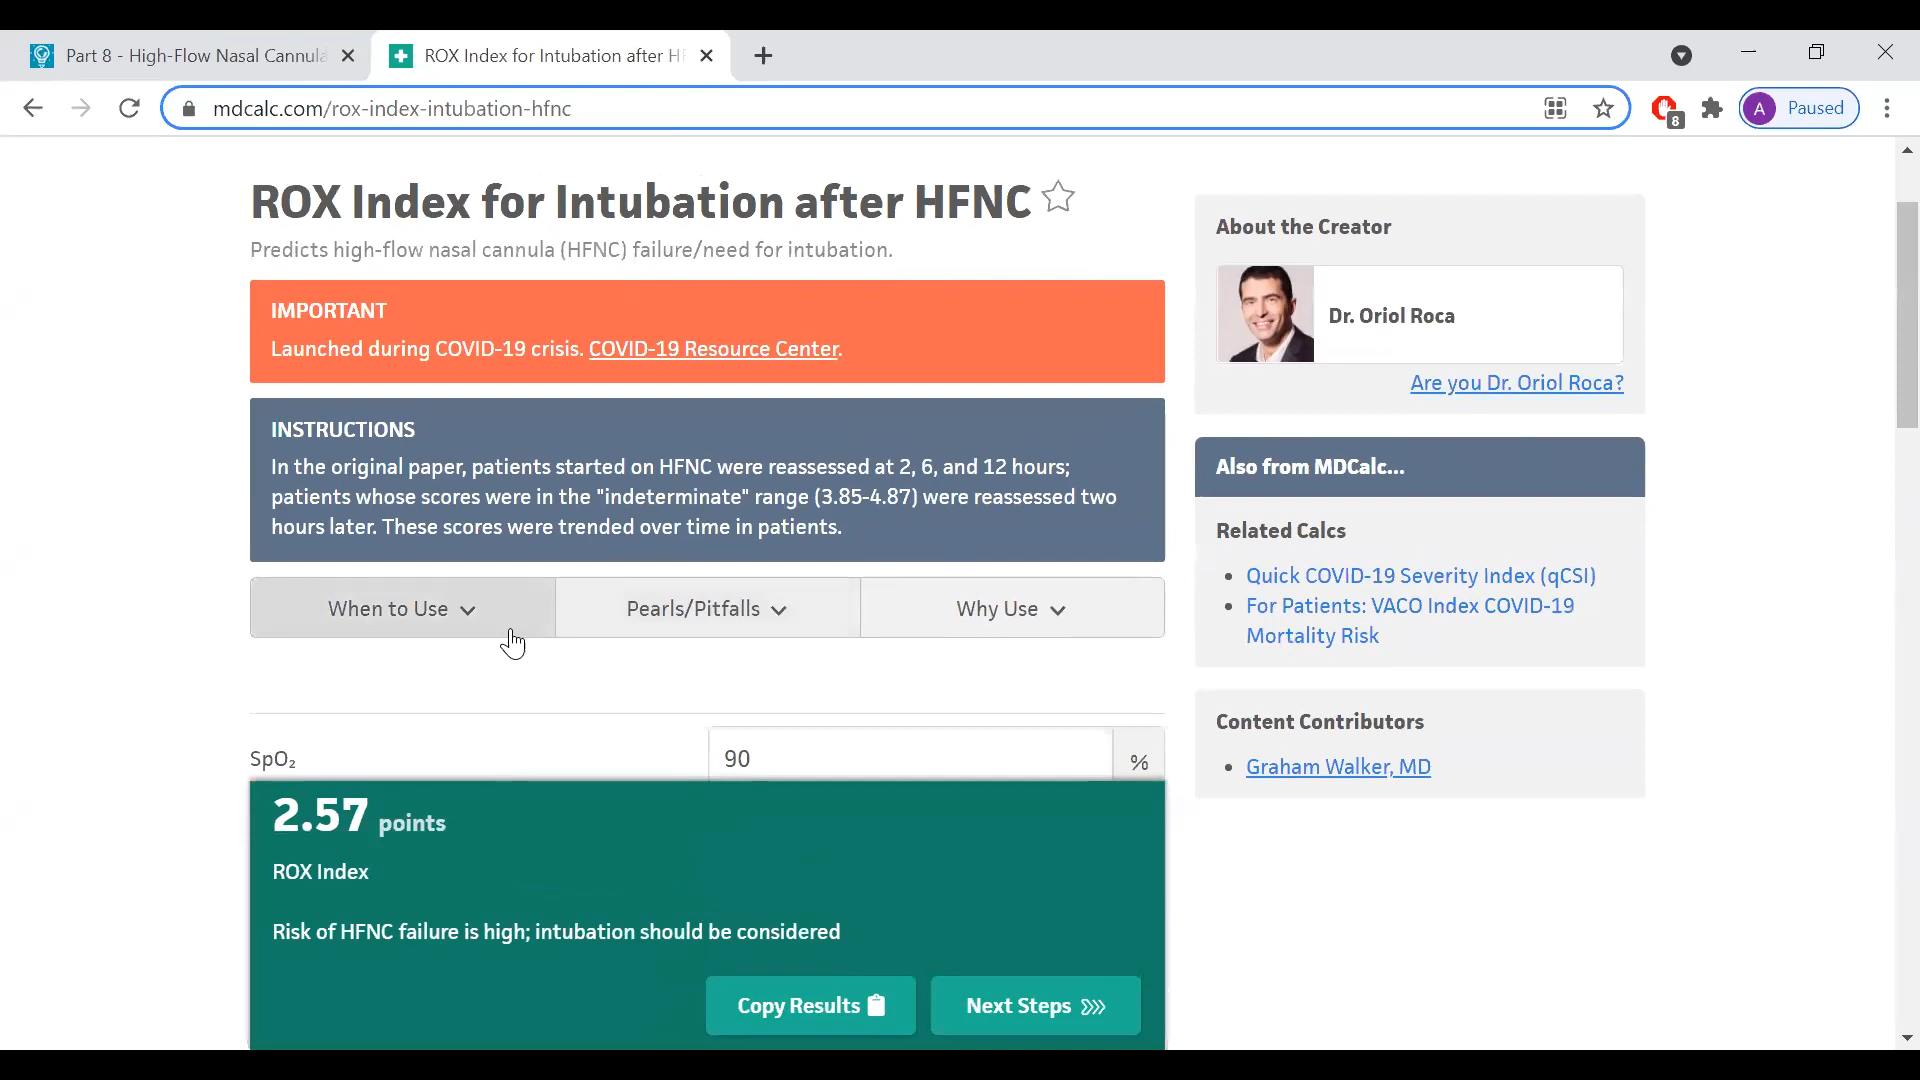 Part 8 - High-Flow Nasal Cannula
ROX Index for Intubation after HF
mdcalc.com/rox-index-intubation-hfnc
8
A
Paused
ROX Index for Intubation after HFNC
Predicts high-flow nasal cannula (HFNC) failure/need for intubation.
IMPORTANT
Launched during COVID-19 crisis. COVID-19 Resource Center.
INSTRUCTIONS
In the original paper, patients started on HFNC were reassessed at 2, 6, and 12 hours;
patients whose scores were in the "indeterminate" range (3.85-4.87) were reassessed two
hours later. These scores were trended over time in patients.
When to Use
Pearls/Pitfalls
Why Use
SpO₂
90
%
2.57 points
ROX Index
Risk of HFNC failure is high; intubation should be considered
Copy Results
Next Steps
About the Creator
Dr. Oriol Roca
Are you Dr. Oriol Roca?
Also from MDCalc...
Related Calcs
Quick COVID-19 Severity Index (qCSI)
For Patients: VACO Index COVID-19
Mortality Risk
Content Contributors
Graham Walker, MD